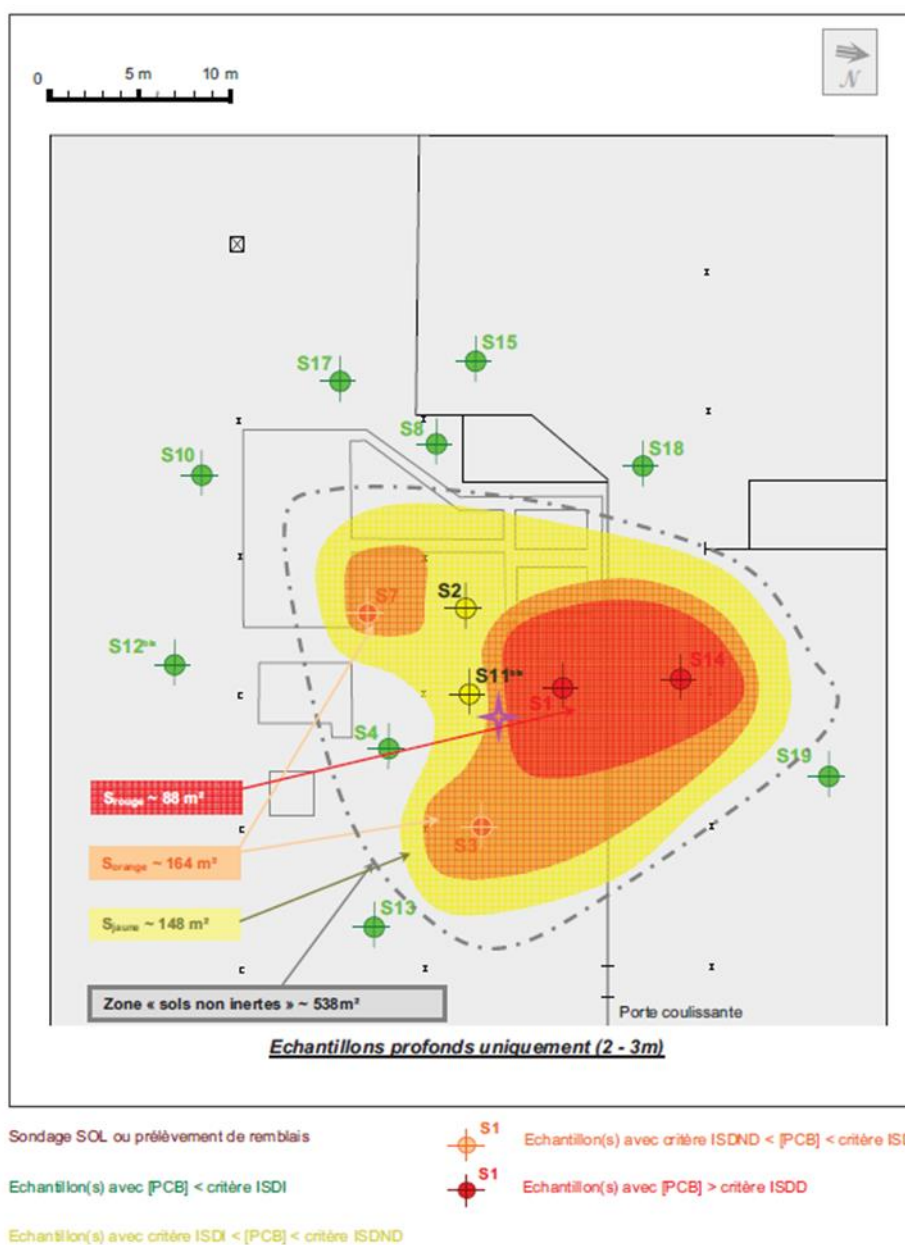 0 5 m 10 m
N
S15
S17
S8
S18
S10
S7
S2
S12bis
S11bis
S14
S1
S4
S19
Srouge ~ 88 m²
S3
Sorange ~ 164 m²
S13
Sjaune ~ 148 m²
Zone « sols non inertes » ~ 538m²
Porte coulissante
Echantillons profonds uniquement (2 - 3m)
Sondage SOL ou prélèvement de remblais
S1 Echantillon(s) avec critère ISDND < [PCB] < critère ISD
Echantillon(s) avec [PCB] < critère ISDI
S1 Echantillon(s) avec [PCB] > critère ISDD
Echantillon(s) avec critère ISDI < [PCB] < critère ISDND